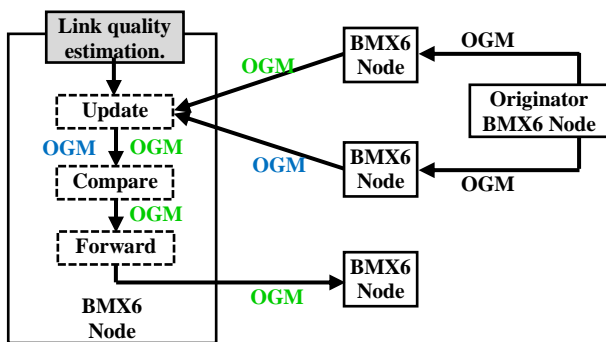 Link quality
estimation.
Update
OGM OGM
Compare
OGM
Forward
BMX6
Node
OGM
OGM
OGM
BMX6
Node
BMX6
Node
BMX6
Node
OGM
Originator
BMX6 Node
OGM